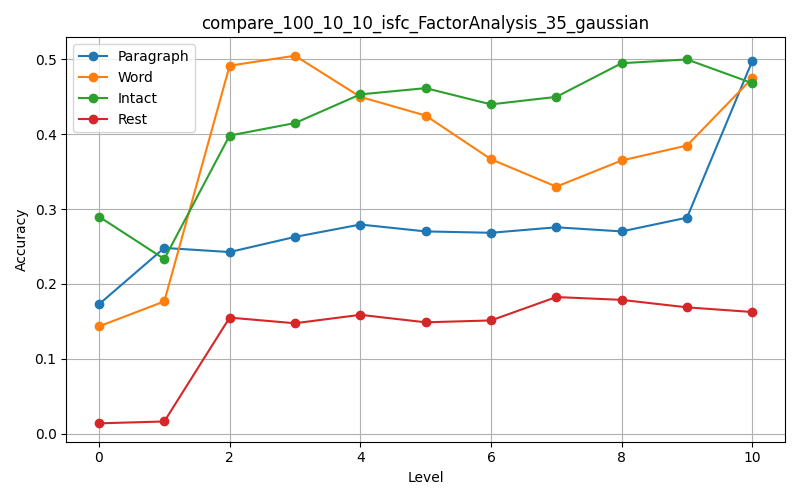 compare_100_10_10_isfc_FactorAnalysis_35_gaussian
Paragraph
Word
Intact
Rest
Accuracy
0.5
0.4
0.3
0.2
0.1
0.0
0 2 4 6 8 10
Level